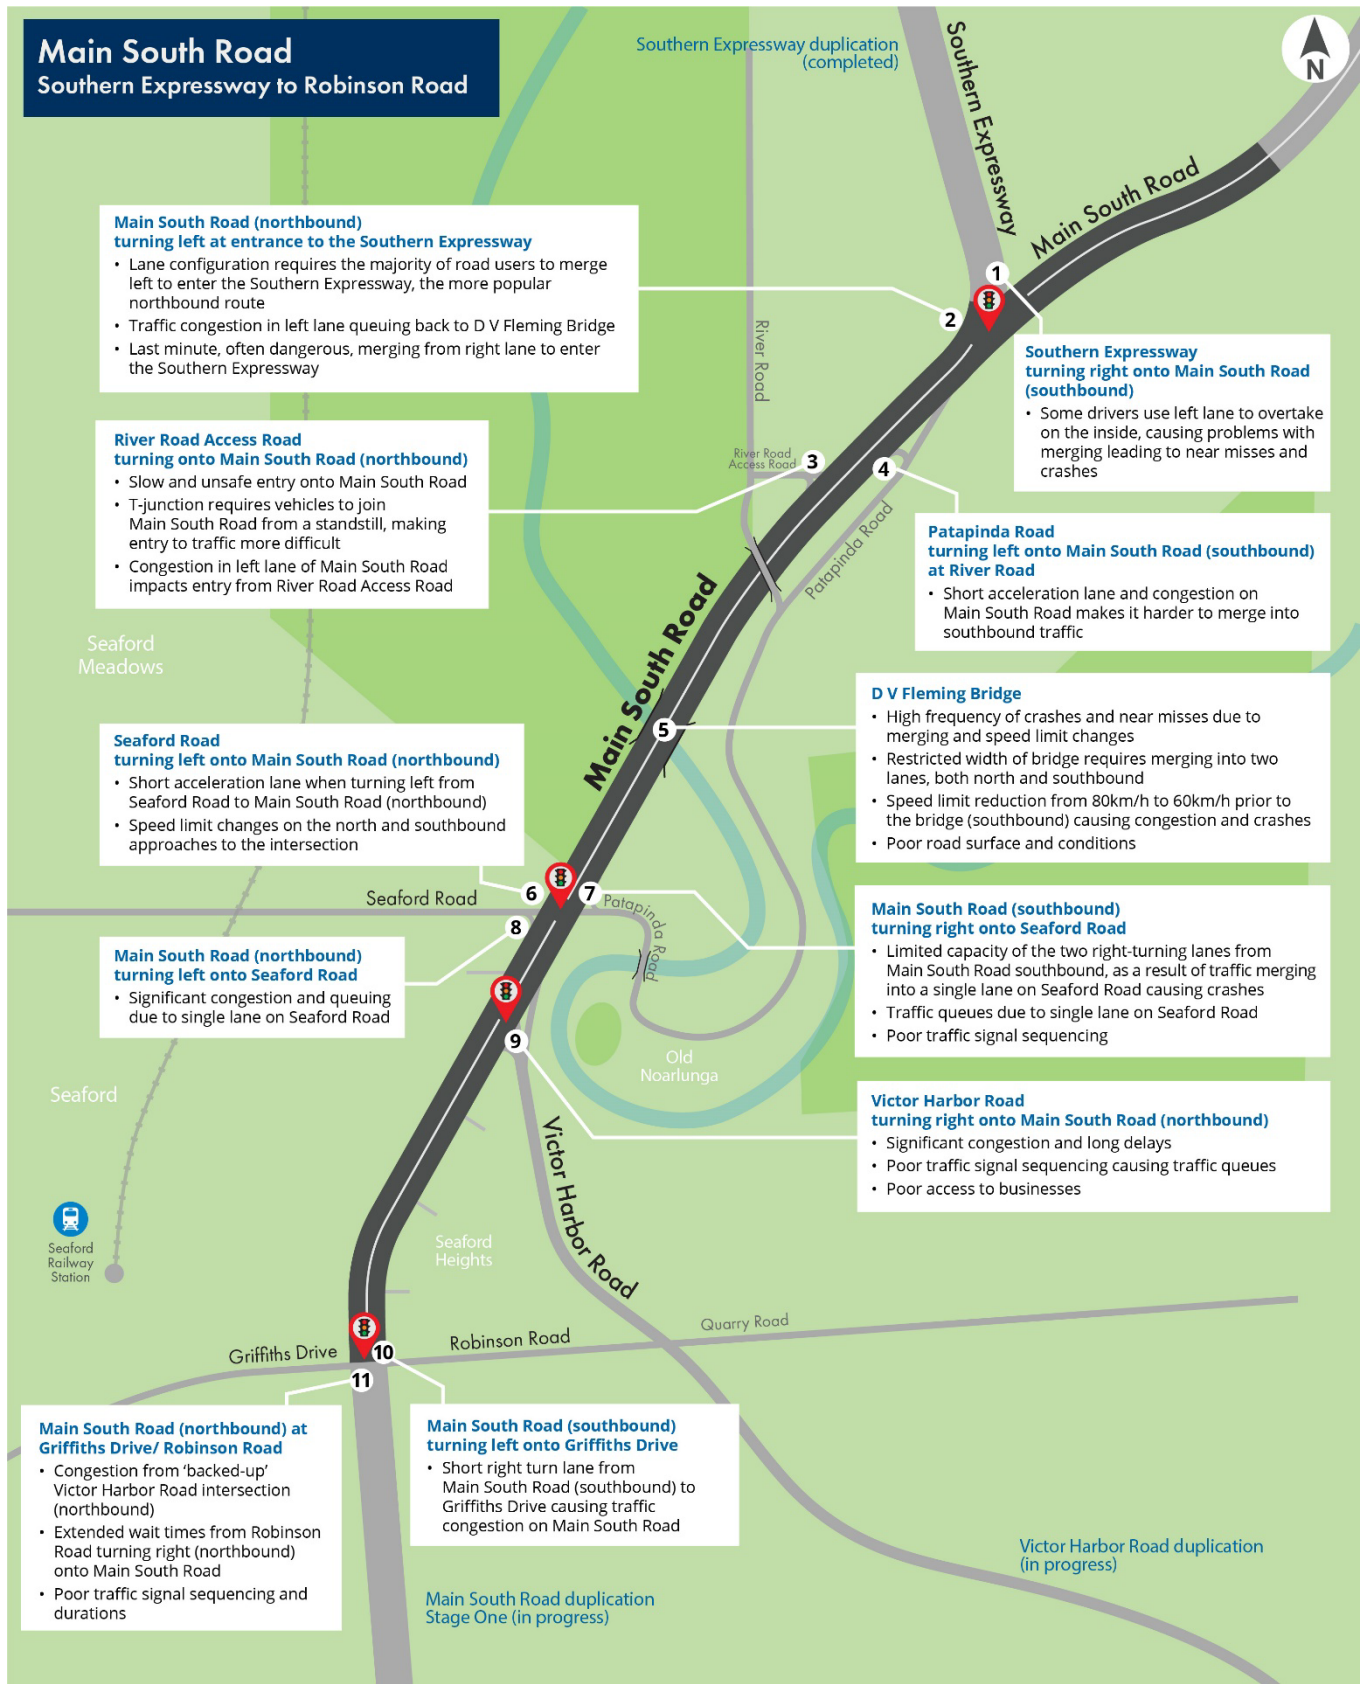 Main South Road
Southern Expressway to Robinson Road
Southern Expressway duplication
(completed)
Southern Expressway
N
Main South Road
Main South Road (northbound)
turning left at entrance to the Southern Expressway
• Lane configuration requires the majority of road users to merge
left to enter the Southern Expressway, the more popular
northbound route
• Traffic congestion in left lane queuing back to D V Fleming Bridge
• Last minute, often dangerous, merging from right lane to enter
the Southern Expressway
1
2
River Road
Southern Expressway
turning right onto Main South Road
(southbound)
• Some drivers use left lane to overtake
on the inside, causing problems with
merging leading to near misses and
crashes
River Road Access Road
turning onto Main South Road (northbound)
• Slow and unsafe entry onto Main South Road
• T-junction requires vehicles to join
Main South Road from a standstill, making
entry to traffic more difficult
• Congestion in left lane of Main South Road
impacts entry from River Road Access Road
River Road
Access Road
3
4
Patapinda Road
Patapinda Road
turning left onto Main South Road (southbound)
at River Road
• Short acceleration lane and congestion on
Main South Road makes it harder to merge into
southbound traffic
Seaford
Meadows
Main South Road
5
D V Fleming Bridge
• High frequency of crashes and near misses due to
merging and speed limit changes
• Restricted width of bridge requires merging into two
lanes, both north and southbound
• Speed limit reduction from 80km/h to 60km/h prior to
the bridge (southbound) causing congestion and crashes
• Poor road surface and conditions
Seaford Road
turning left onto Main South Road (northbound)
• Short acceleration lane when turning left from
Seaford Road to Main South Road (northbound)
• Speed limit changes on the north and southbound
approaches to the intersection
Seaford Road
6
7
8
Patapinda Road
Main South Road (southbound)
turning right onto Seaford Road
• Limited capacity of the two right-turning lanes from
Main South Road southbound, as a result of traffic merging
into a single lane on Seaford Road causing crashes
• Traffic queues due to single lane on Seaford Road
• Poor traffic signal sequencing
Main South Road (northbound)
turning left onto Seaford Road
• Significant congestion and queuing
due to single lane on Seaford Road
9
Old
Noarlunga
Seaford
Victor Harbor Road
turning right onto Main South Road (northbound)
• Significant congestion and long delays
• Poor traffic signal sequencing causing traffic queues
• Poor access to businesses
Victor Harbor Road
Seaford
Railway
Station
Seaford
Heights
Griffiths Drive
10
Robinson Road
Quarry Road
11
Main South Road (northbound) at
Griffiths Drive/ Robinson Road
• Congestion from ‘backed-up’
Victor Harbor Road intersection
(northbound)
• Extended wait times from Robinson
Road turning right (northbound)
onto Main South Road
• Poor traffic signal sequencing and
durations
Main South Road (southbound)
turning left onto Griffiths Drive
• Short right turn lane from
Main South Road (southbound) to
Griffiths Drive causing traffic
congestion on Main South Road
Victor Harbor Road duplication
(in progress)
Main South Road duplication
Stage One (in progress)